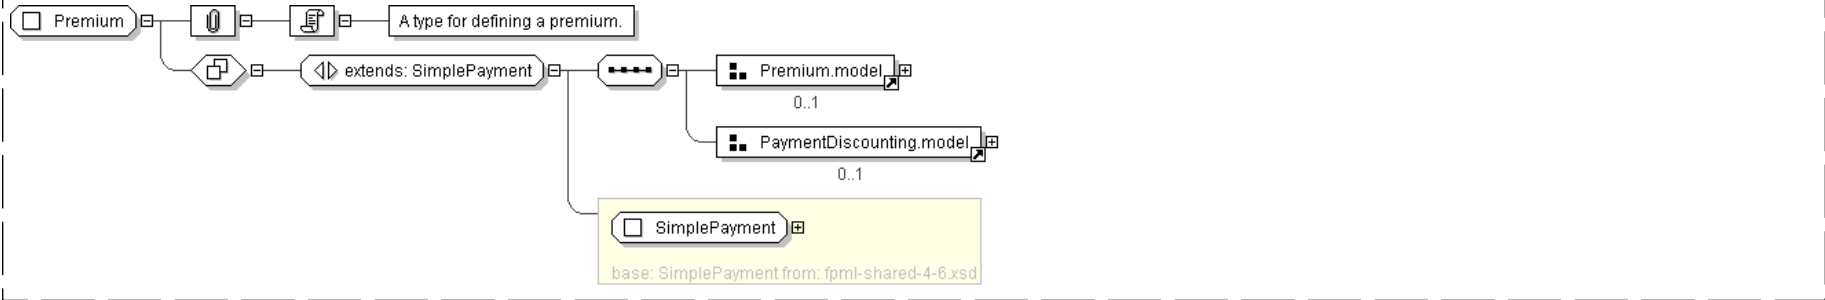 Premium
A type for defining a premium.
extends: SimplePayment
Premium.model
0..1
PaymentDiscounting.model
0..1
SimplePayment
base: SimplePayment from: fpml-shared-4-6.xsd